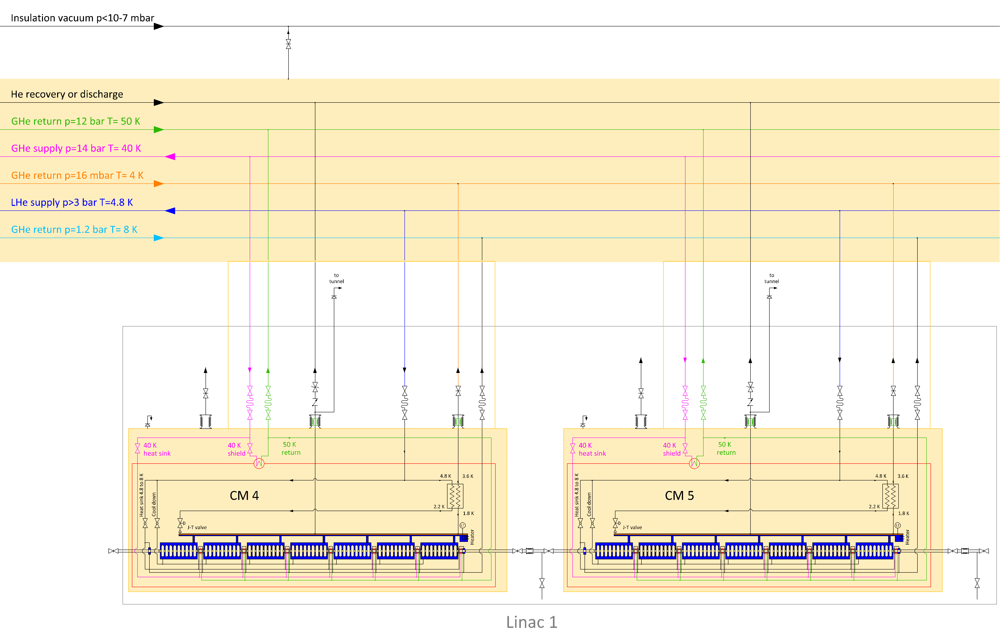 Insulation vacuum p<10-7 mbar
He recovery or discharge
GHe return p=12 bar T= 50 K
GHe supply p=14 bar T= 40 K
GHe return p=16 mbar T= 4 K
LHe supply p>3 bar T=4.8 K
GHe return p=1.2 bar T= 8 K
to
tunnel
to
tunnel
40 K
heat sink
40 K
shield
50 K
return
40 K
heat sink
40 K
shield
50 K
return
Heat sink 4.8 to 8 K
Cool down
CM 4
4.8 K
3.6 K
2.2 K
1.8 K
J-T valve
LT
Heater
Heat sink 4.8 to 8 K
Cool down
CM 5
4.8 K
3.6 K
2.2 K
1.8 K
J-T valve
LT
Heater
Linac 1